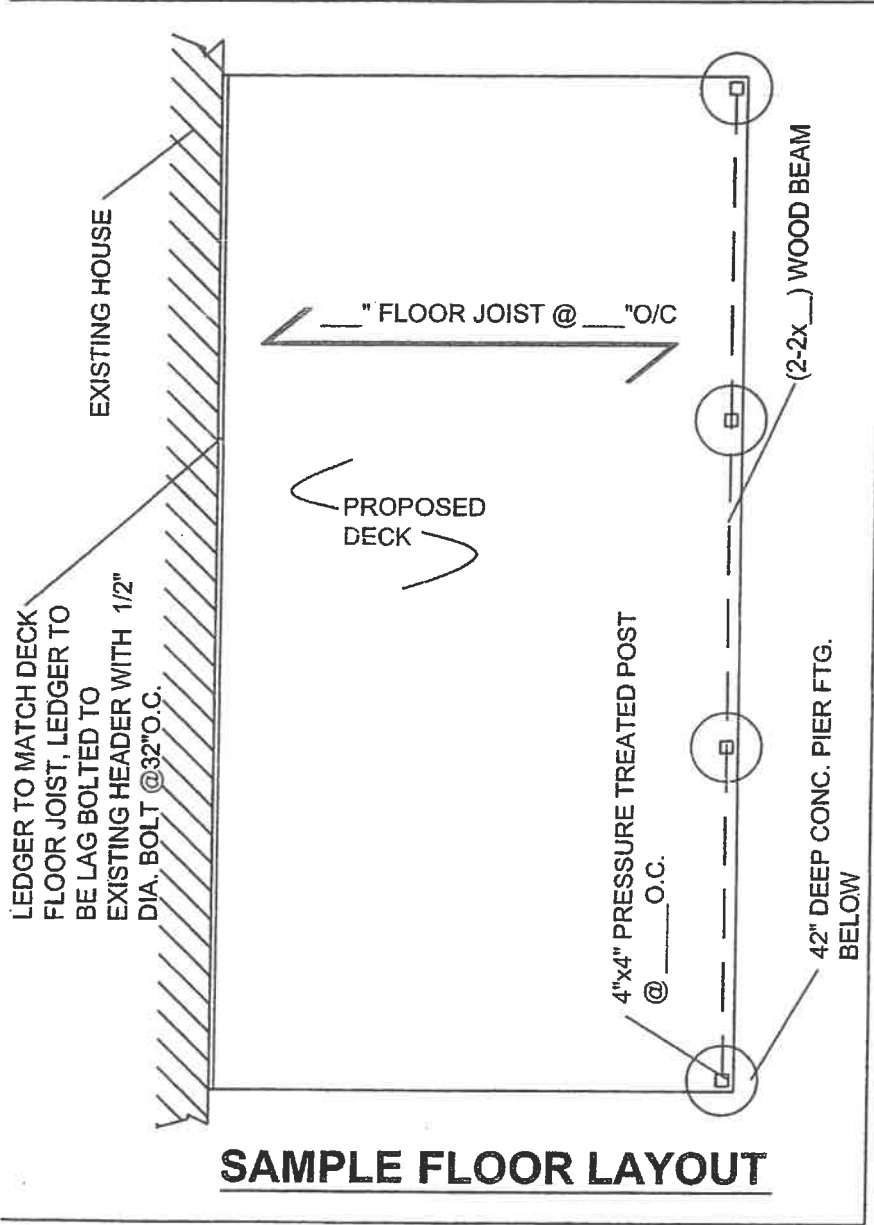 LEDGER TO MATCH DECK
FLOOR JOIST, LEDGER TO
BE LAG BOLTED TO
EXISTING HEADER WITH 1/2"
DIA. BOLT @32"O.C.
EXISTING HOUSE
___" FLOOR JOIST @ ___"O/C
PROPOSED
DECK
4"x4" PRESSURE TREATED POST
@ _____ O.C.
(2-2x__) WOOD BEAM
42" DEEP CONC. PIER FTG.
BELOW
SAMPLE FLOOR LAYOUT